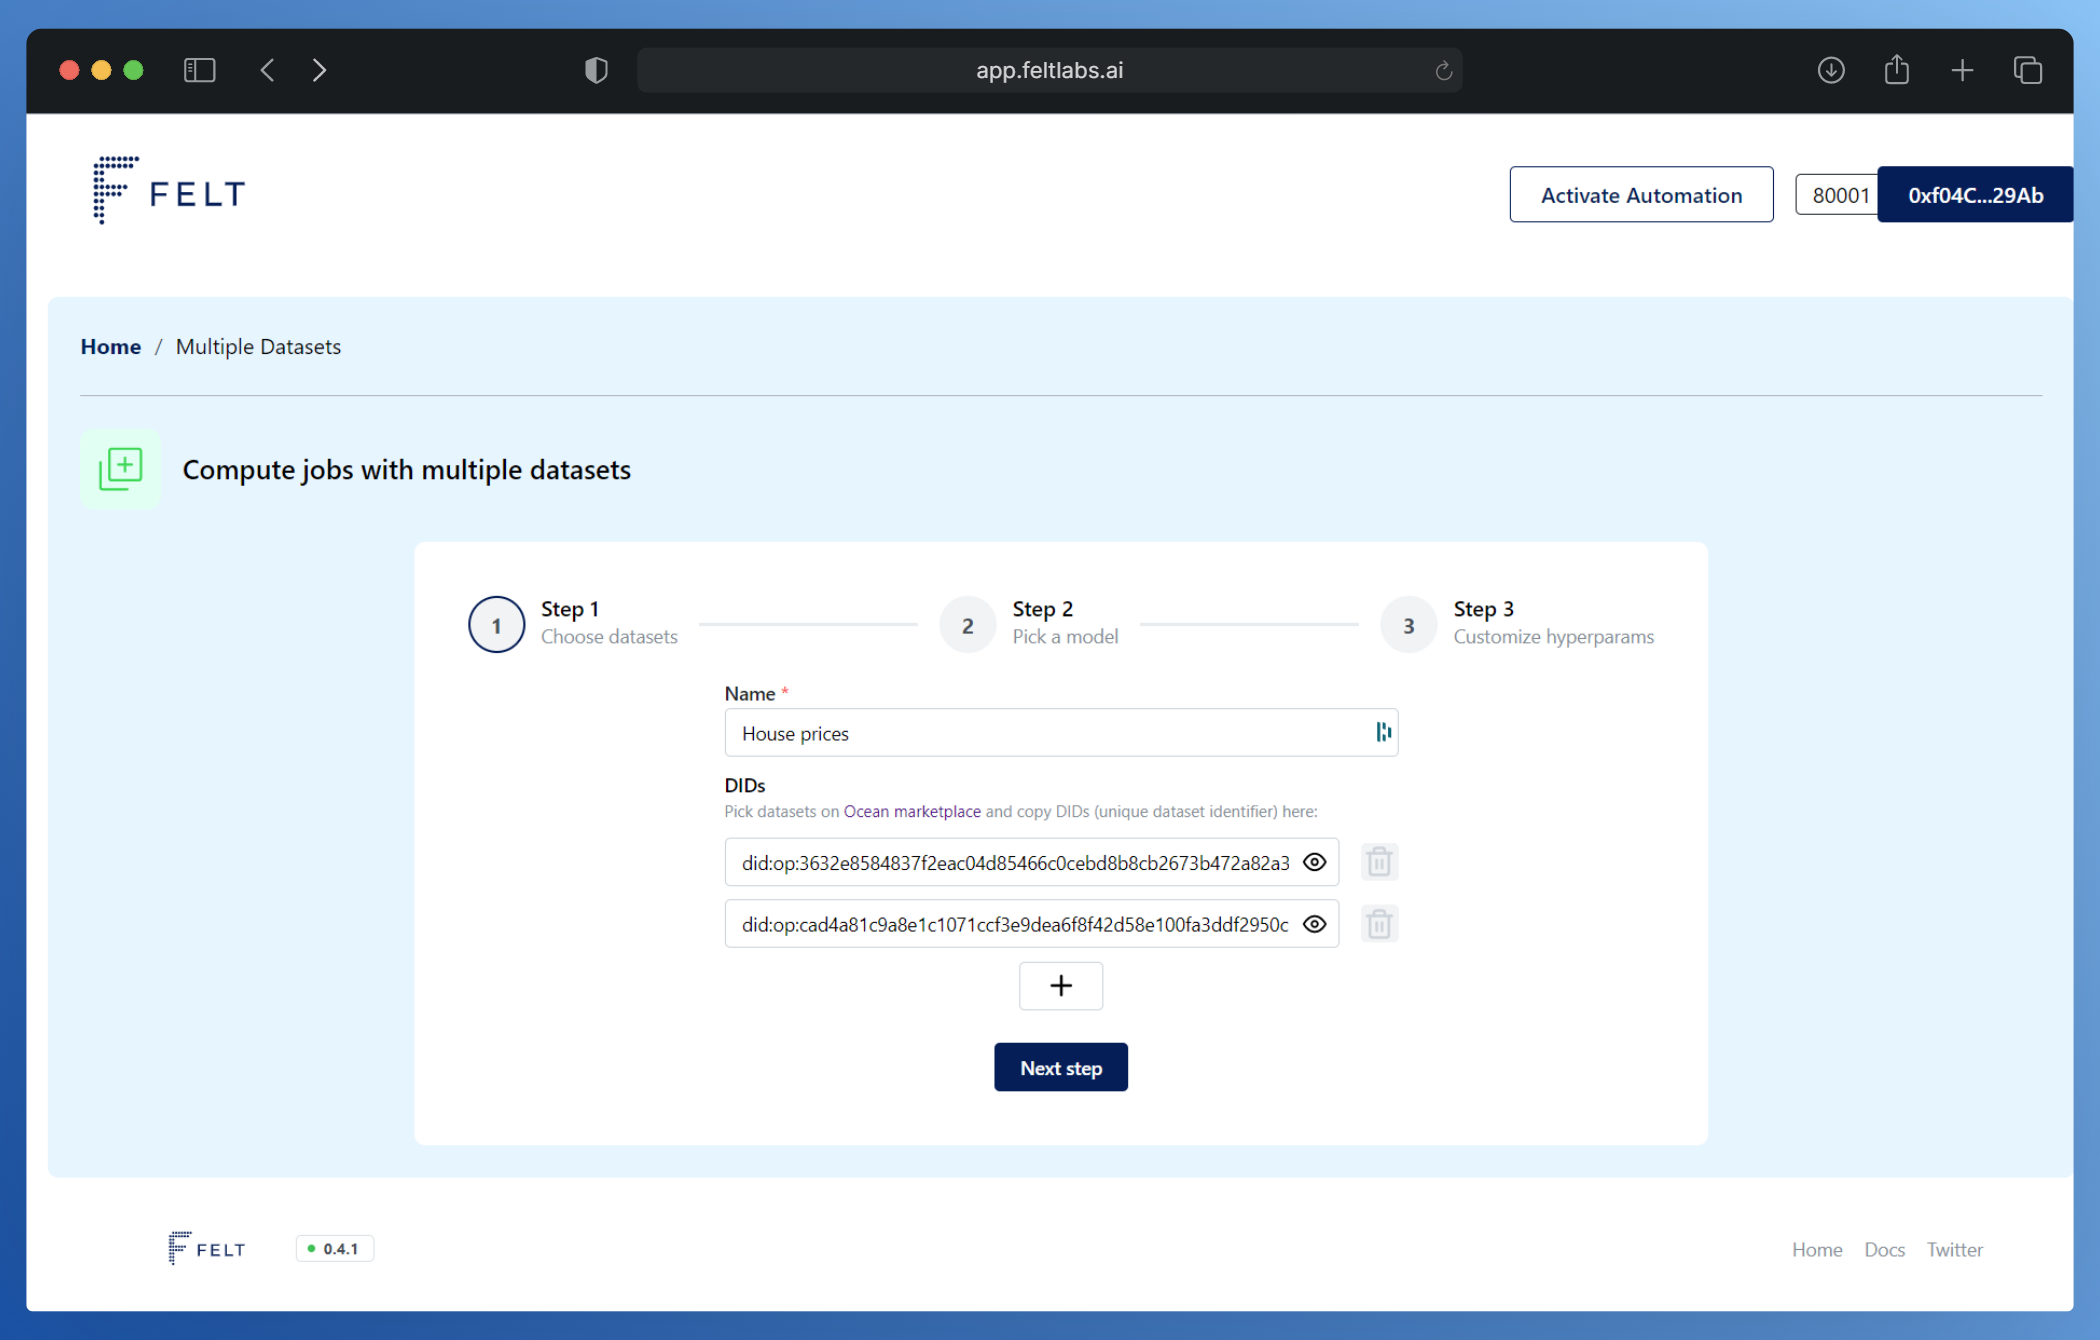 app.feltlabs.ai
FELT
Activate Automation
80001
0xf04C...29Ab
Home / Multiple Datasets
Compute jobs with multiple datasets
1
Step 1
Choose datasets
2
Step 2
Pick a model
3
Step 3
Customize hyperparams
Name *
House prices
DIDs
Pick datasets on Ocean marketplace and copy DIDs (unique dataset identifier) here:
did:op:3632e8584837f2eac04d85466c0cebd8b8cb2673b472a82a3
did:op:cad4a81c9a8e1c1071ccf3e9dea6f8f42d58e100fa3ddf2950c
+
Next step
FELT
0.4.1
Home Docs Twitter